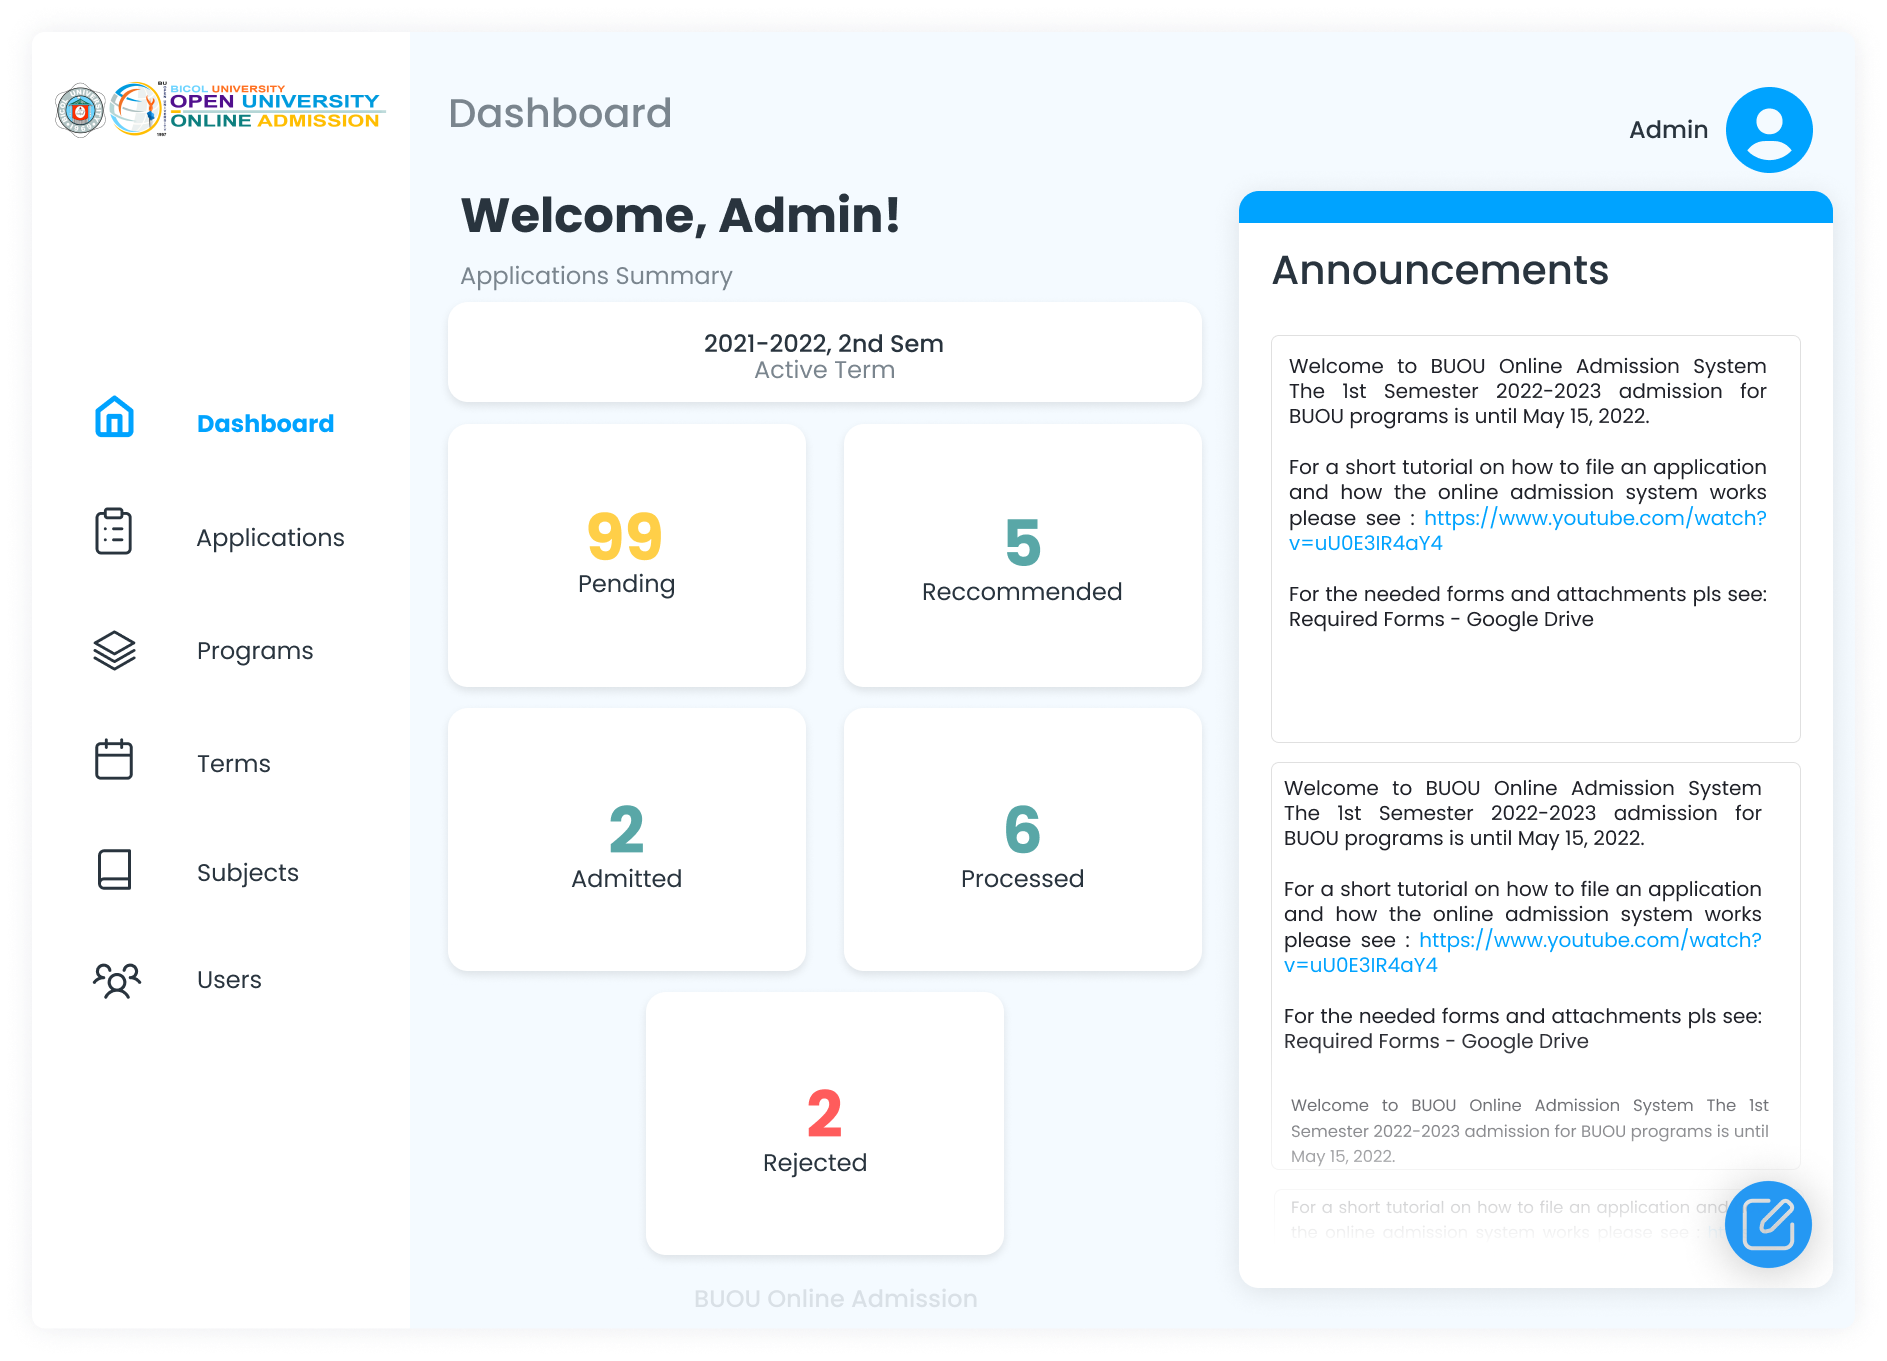 BICOL UNIVERSITY
OPEN UNIVERSITY
ONLINE ADMISSION
Dashboard
Admin
Dashboard
Applications
Programs
Terms
Subjects
Users
Welcome, Admin!
Applications Summary
2021-2022, 2nd Sem
Active Term
99
Pending
5
Reccommended
2
Admitted
6
Processed
2
Rejected
BUOU Online Admission
Announcements
Welcome to BUOU Online Admission System
The 1st Semester 2022-2023 admission for
BUOU programs is until May 15, 2022.
For a short tutorial on how to file an application
and how the online admission system works
please see : https://www.youtube.com/watch?
v=uU0E3IR4aY4
For the needed forms and attachments pls see:
Required Forms - Google Drive
Welcome to BUOU Online Admission System
The 1st Semester 2022-2023 admission for
BUOU programs is until May 15, 2022.
For a short tutorial on how to file an application
and how the online admission system works
please see : https://www.youtube.com/watch?
v=uU0E3IR4aY4
For the needed forms and attachments pls see:
Required Forms - Google Drive
Welcome to BUOU Online Admission System The 1st
Semester 2022-2023 admission for BUOU programs is until
May 15, 2022.
For a short tutorial on how to file an application and
the online admission system works please see :